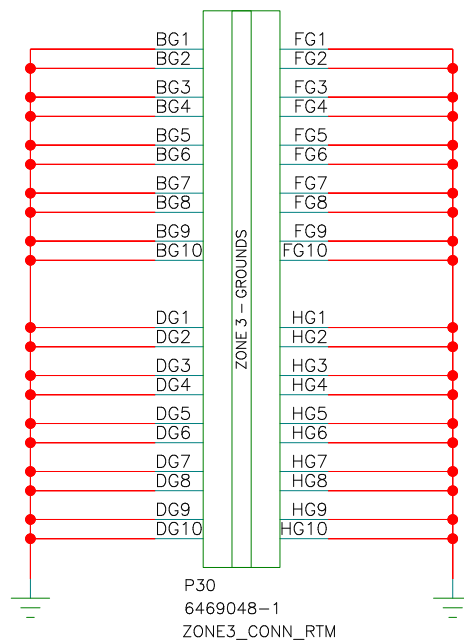 BG1 FG1
BG2 FG2
BG3 FG3
BG4 FG4
BG5 FG5
BG6 FG6
BG7 FG7
BG8 FG8
BG9 FG9
BG10 FG10
ZONE 3 - GROUNDS
DG1 HG1
DG2 HG2
DG3 HG3
DG4 HG4
DG5 HG5
DG6 HG6
DG7 HG7
DG8 HG8
DG9 HG9
DG10 HG10
P30
6469048-1
ZONE3_CONN_RTM